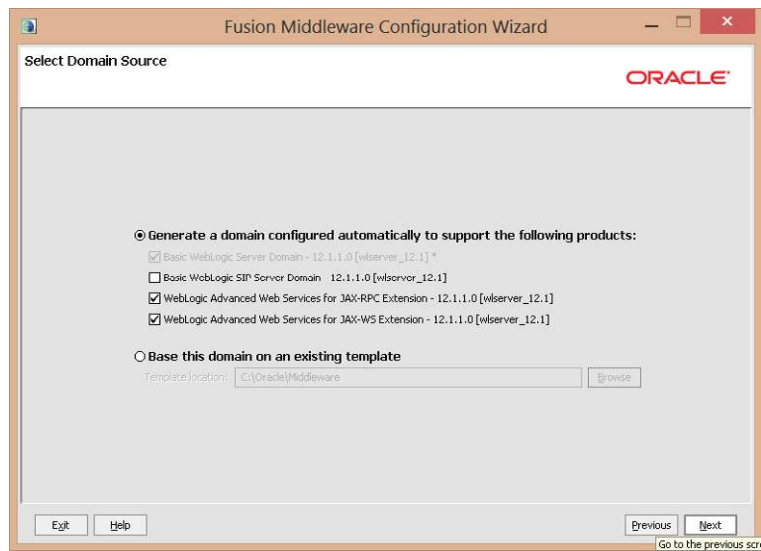 Fusion Middleware Configuration Wizard
Select Domain Source
ORACLE
Generate a domain configured automatically to support the following products:
Basic WebLogic Server Domain - 12.1.1.0 [wlserver_12.1] *
Basic WebLogic SIP Server Domain - 12.1.1.0 [wlserver_12.1]
WebLogic Advanced Web Services for JAX-RPC Extension - 12.1.1.0 [wlserver_12.1]
WebLogic Advanced Web Services for JAX-WS Extension - 12.1.1.0 [wlserver_12.1]
Base this domain on an existing template
Template location: C:\Oracle\Middleware Browse
Exit Help Previous Next
Go to the previous scre